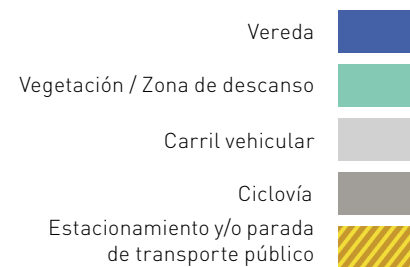 Vereda
Vegetación / Zona de descanso
Carril vehicular
Ciclovía
Estacionamiento y/o parada
de transporte público